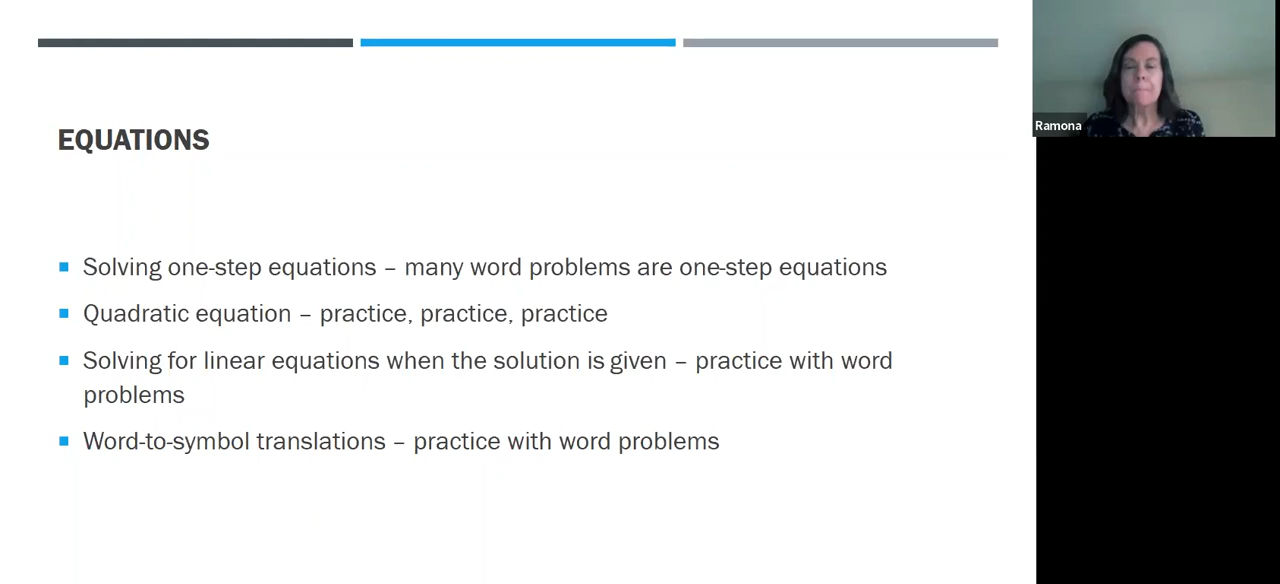 EQUATIONS
Solving one-step equations – many word problems are one-step equations
Quadratic equation – practice, practice, practice
Solving for linear equations when the solution is given – practice with word
problems
Word-to-symbol translations – practice with word problems
Ramona